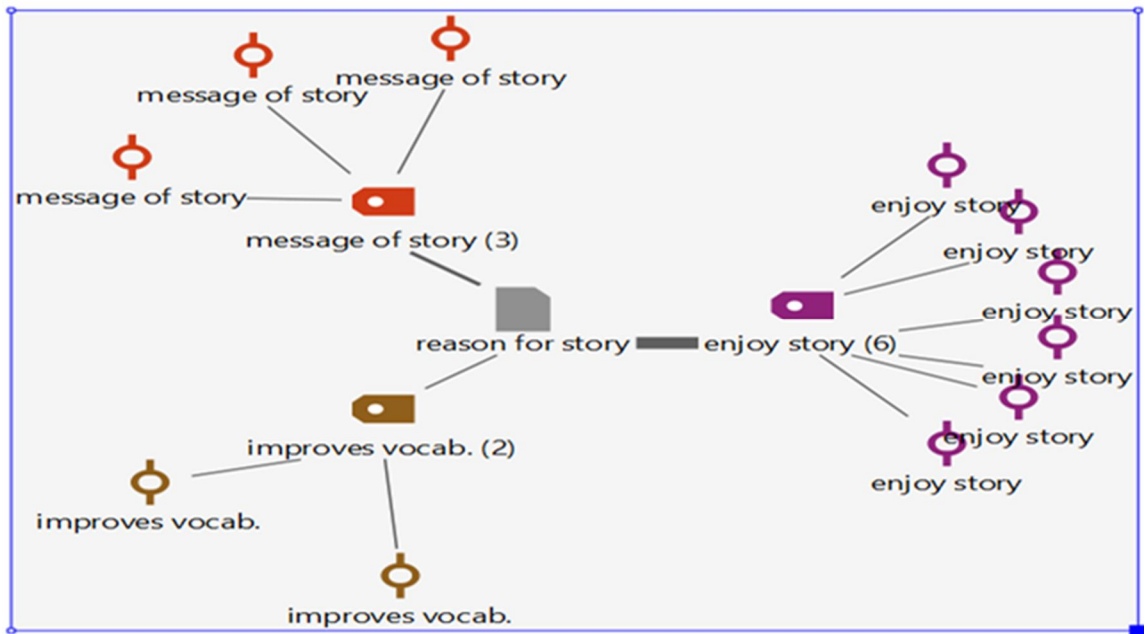 message of story
message of story
message of story
message of story (3)
enjoy story
enjoy story
enjoy story
reason for story
enjoy story (6)
enjoy story
enjoy story
improves vocab. (2)
enjoy story
improves vocab.
improves vocab.